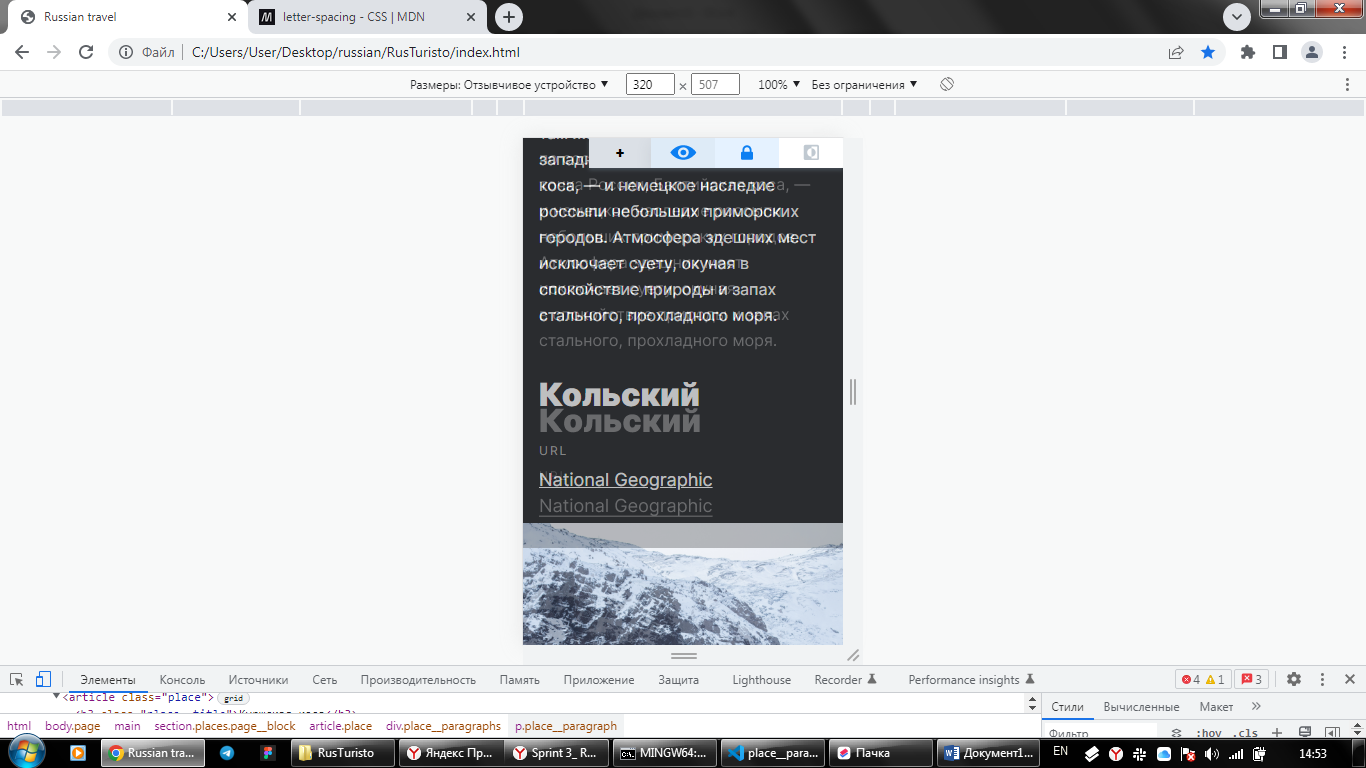 Russian travel
letter-spacing - CSS | MDN
Файл
C:/Users/User/Desktop/russian/RusTuristo/index.html
Размеры: Отзывчивое устройство ▼
320 × 507
100% ▼
Без ограничения ▼
+
запад
коса, — и немецкое наследие
россыпи небольших приморских
городов. Атмосфера здешних мест
исключает суету, окуная в
спокойствие природы и запах
стального, прохладного моря.
стального, прохладного моря.
Кольский
Кольский
URL
National Geographic
National Geographic
Элементы
Консоль
Источники
Сеть
Производительность
Память
Приложение
Защита
Lighthouse
Recorder
Performance insights
4
1
3
<article class="place"> grid
Стили
Вычисленные
Макет
»
html
body.page
main
section.places.page__block
article.place
div.place__paragraphs
p.place__paragraph
Фильтр
:hov
.cls
+
Russian tra...
RusTuristo
Яндекс Пр...
Sprint 3_ R...
MINGW64:...
place__para...
Пачка
Документ1...
EN
14:53